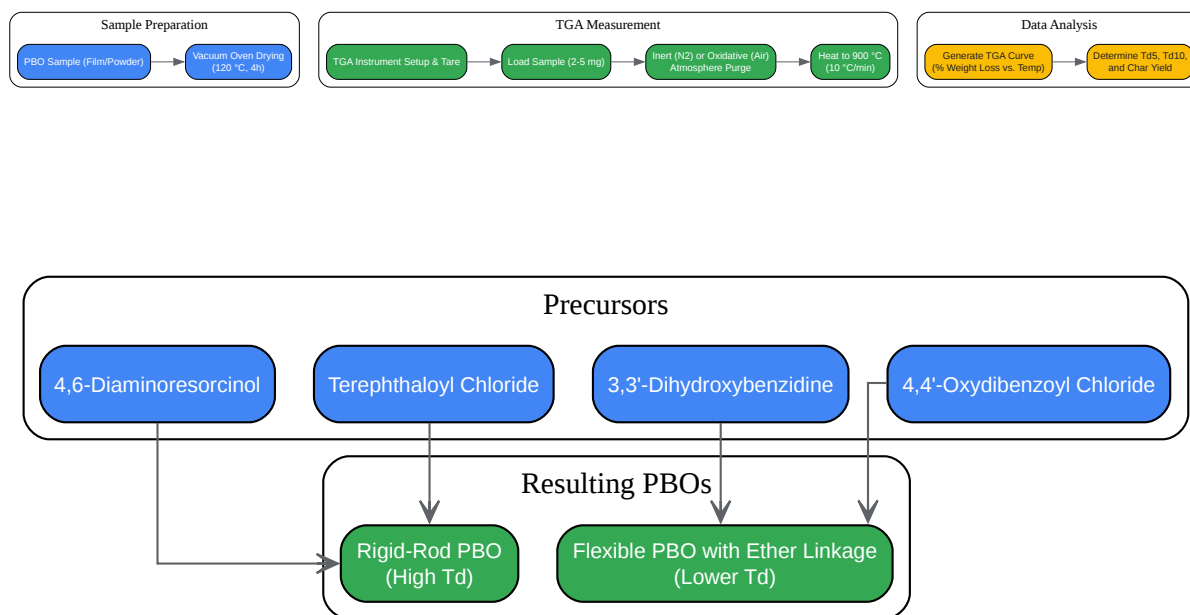 Sample Preparation
PBO Sample (Film/Powder)
Vacuum Oven Drying
(120 °C, 4h)
TGA Measurement
TGA Instrument Setup & Tare
Load Sample (2-5 mg)
Inert (N2) or Oxidative (Air)
Atmosphere Purge
Heat to 900 °C
(10 °C/min)
Data Analysis
Generate TGA Curve
(% Weight Loss vs. Temp)
Determine Td5, Td10,
and Char Yield
Precursors
4,6-Diaminoresorcinol
Terephthaloyl Chloride
3,3'-Dihydroxybenzidine
4,4'-Oxydibenzoyl Chloride
Resulting PBOs
Rigid-Rod PBO
(High Td)
Flexible PBO with Ether Linkage
(Lower Td)